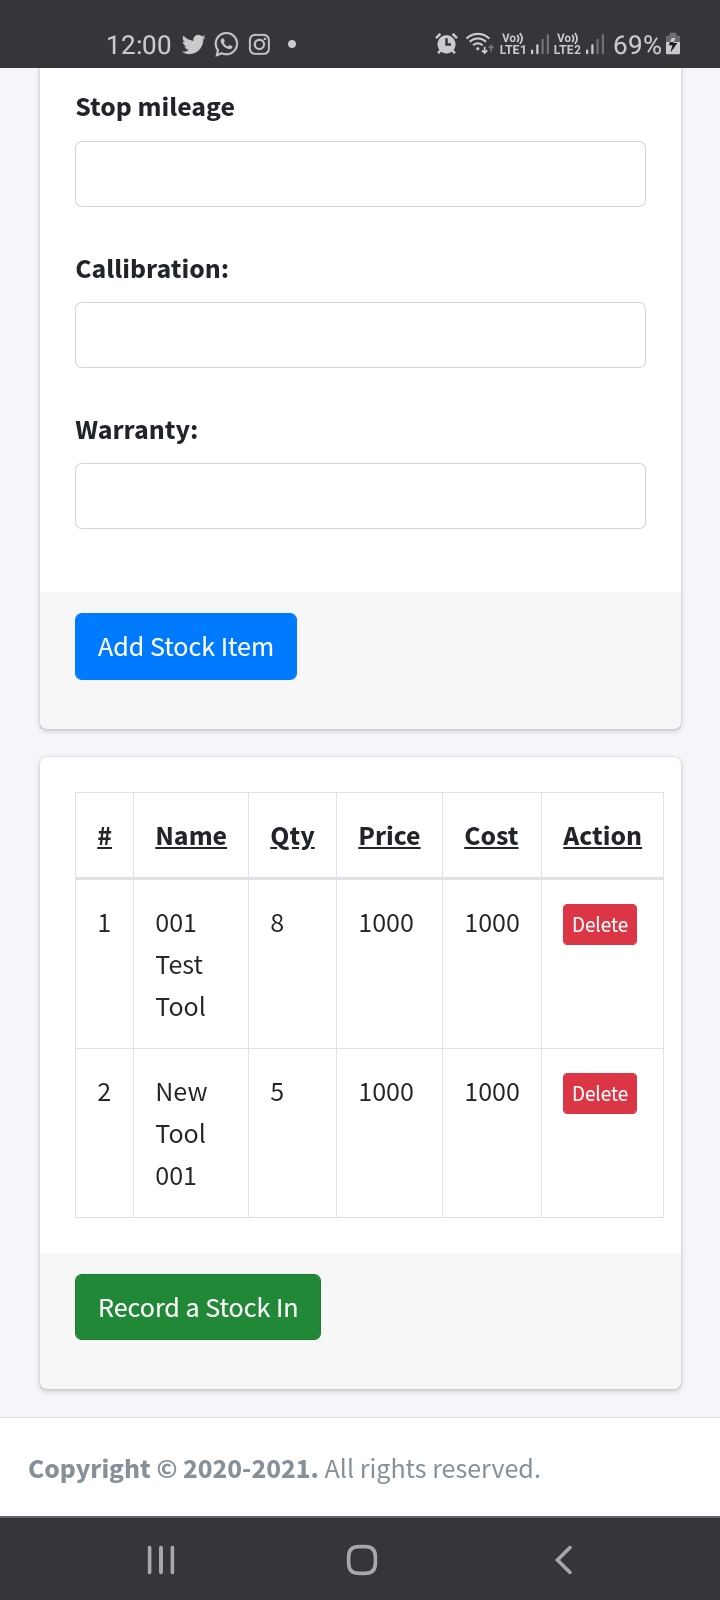 12:00 Vo)) LTE1 Vo)) LTE2 69%
Stop mileage
Callibration:
Warranty:
Add Stock Item
# Name Qty Price Cost Action
1 001 8 1000 1000 Delete
Test
Tool
2 New 5 1000 1000 Delete
Tool
001
Record a Stock In
Copyright © 2020-2021. All rights reserved.